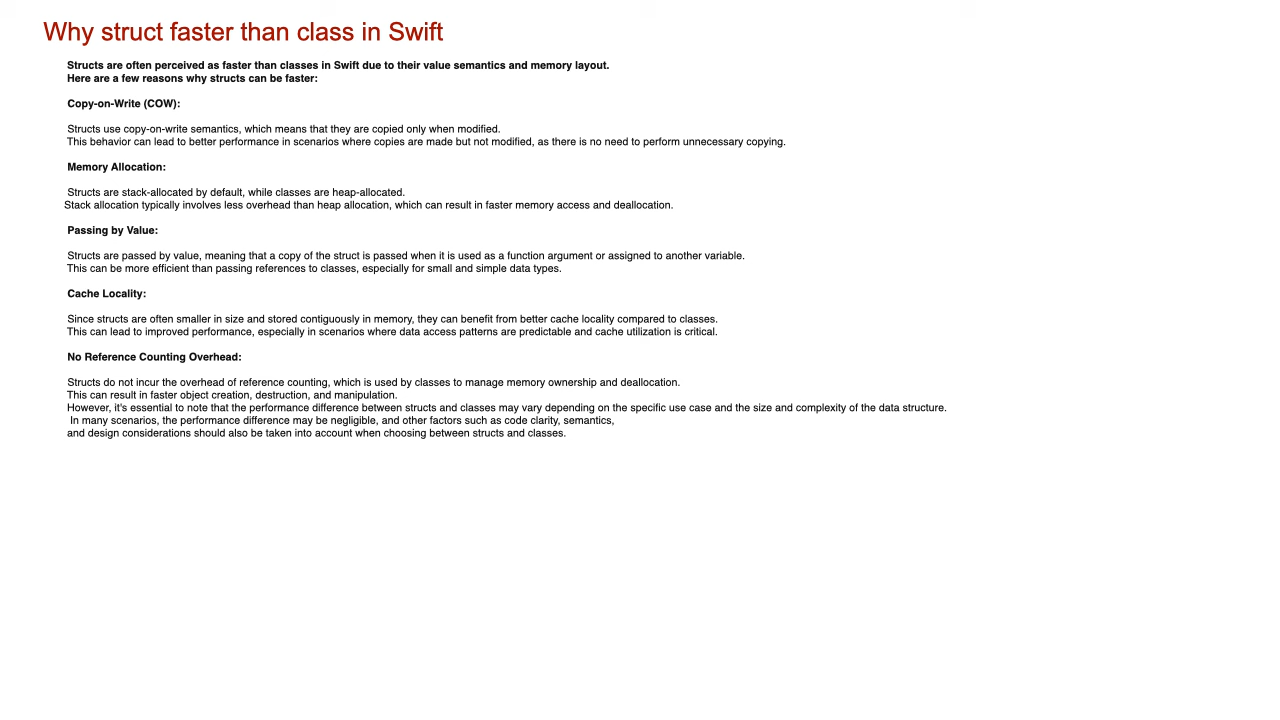 Why struct faster than class in Swift
Structs are often perceived as faster than classes in Swift due to their value semantics and memory layout.
Here are a few reasons why structs can be faster:
Copy-on-Write (COW):
Structs use copy-on-write semantics, which means that they are copied only when modified.
This behavior can lead to better performance in scenarios where copies are made but not modified, as there is no need to perform unnecessary copying.
Memory Allocation:
Structs are stack-allocated by default, while classes are heap-allocated.
Stack allocation typically involves less overhead than heap allocation, which can result in faster memory access and deallocation.
Passing by Value:
Structs are passed by value, meaning that a copy of the struct is passed when it is used as a function argument or assigned to another variable.
This can be more efficient than passing references to classes, especially for small and simple data types.
Cache Locality:
Since structs are often smaller in size and stored contiguously in memory, they can benefit from better cache locality compared to classes.
This can lead to improved performance, especially in scenarios where data access patterns are predictable and cache utilization is critical.
No Reference Counting Overhead:
Structs do not incur the overhead of reference counting, which is used by classes to manage memory ownership and deallocation.
This can result in faster object creation, destruction, and manipulation.
However, it's essential to note that the performance difference between structs and classes may vary depending on the specific use case and the size and complexity of the data structure.
In many scenarios, the performance difference may be negligible, and other factors such as code clarity, semantics,
and design considerations should also be taken into account when choosing between structs and classes.